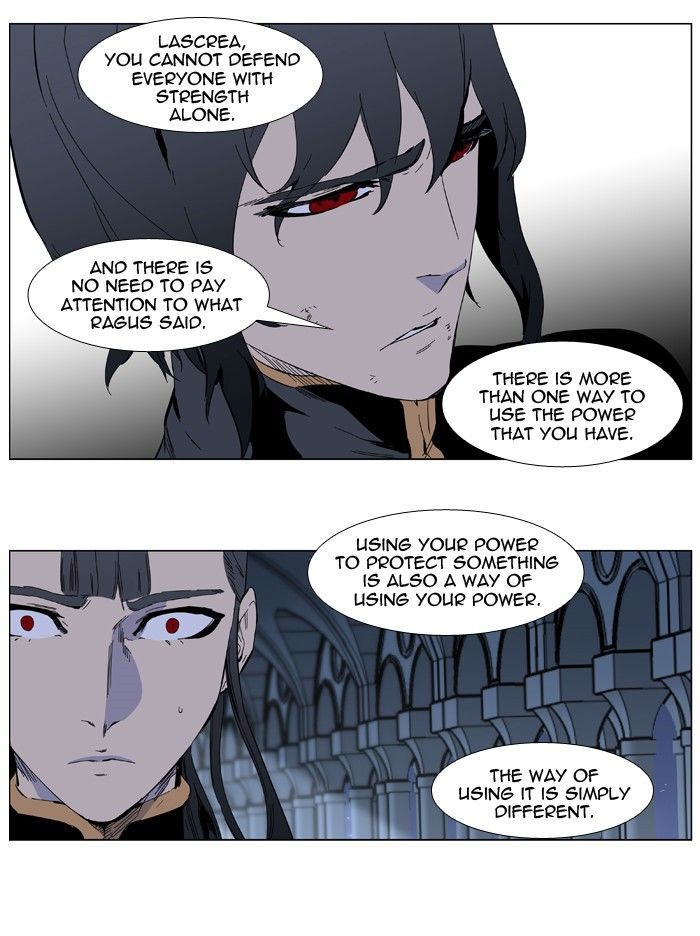 LASCREA,
YOU CANNOT DEFEND
EVERYONE WITH
STRENGTH
ALONE.
AND THERE IS
NO NEED TO PAY
ATTENTION TO WHAT
RAGUS SAID.
THERE IS MORE
THAN ONE WAY TO
USE THE POWER
THAT YOU HAVE.
USING YOUR POWER
TO PROTECT SOMETHING
IS ALSO A WAY OF
USING YOUR POWER.
THE WAY OF
USING IT IS SIMPLY
DIFFERENT.